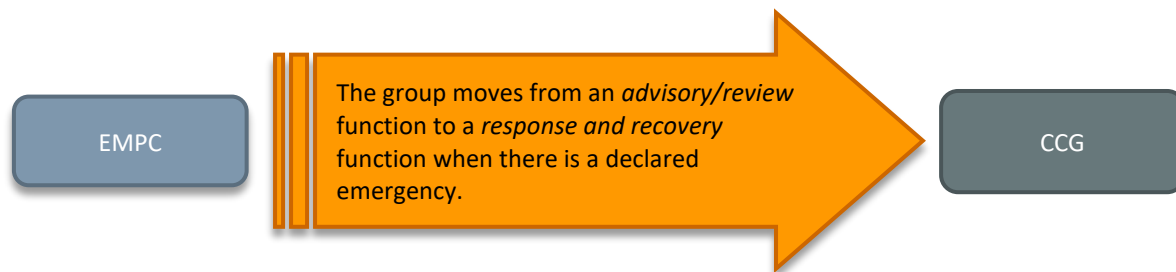 EMPC
The group moves from an advisory/review
function to a response and recovery
function when there is a declared
emergency.
CCG